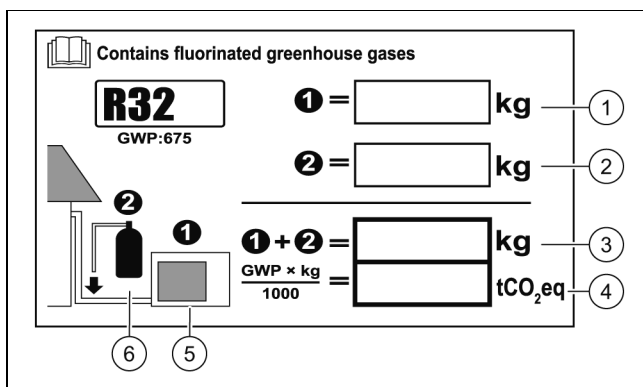 Contains fluorinated greenhouse gases
R32
GWP:675
❶ = kg ①
❷ = kg ②
❷
❶
❶+❷ = kg ③
GWP × kg
1000
= tCO₂eq ④
⑥ ⑤